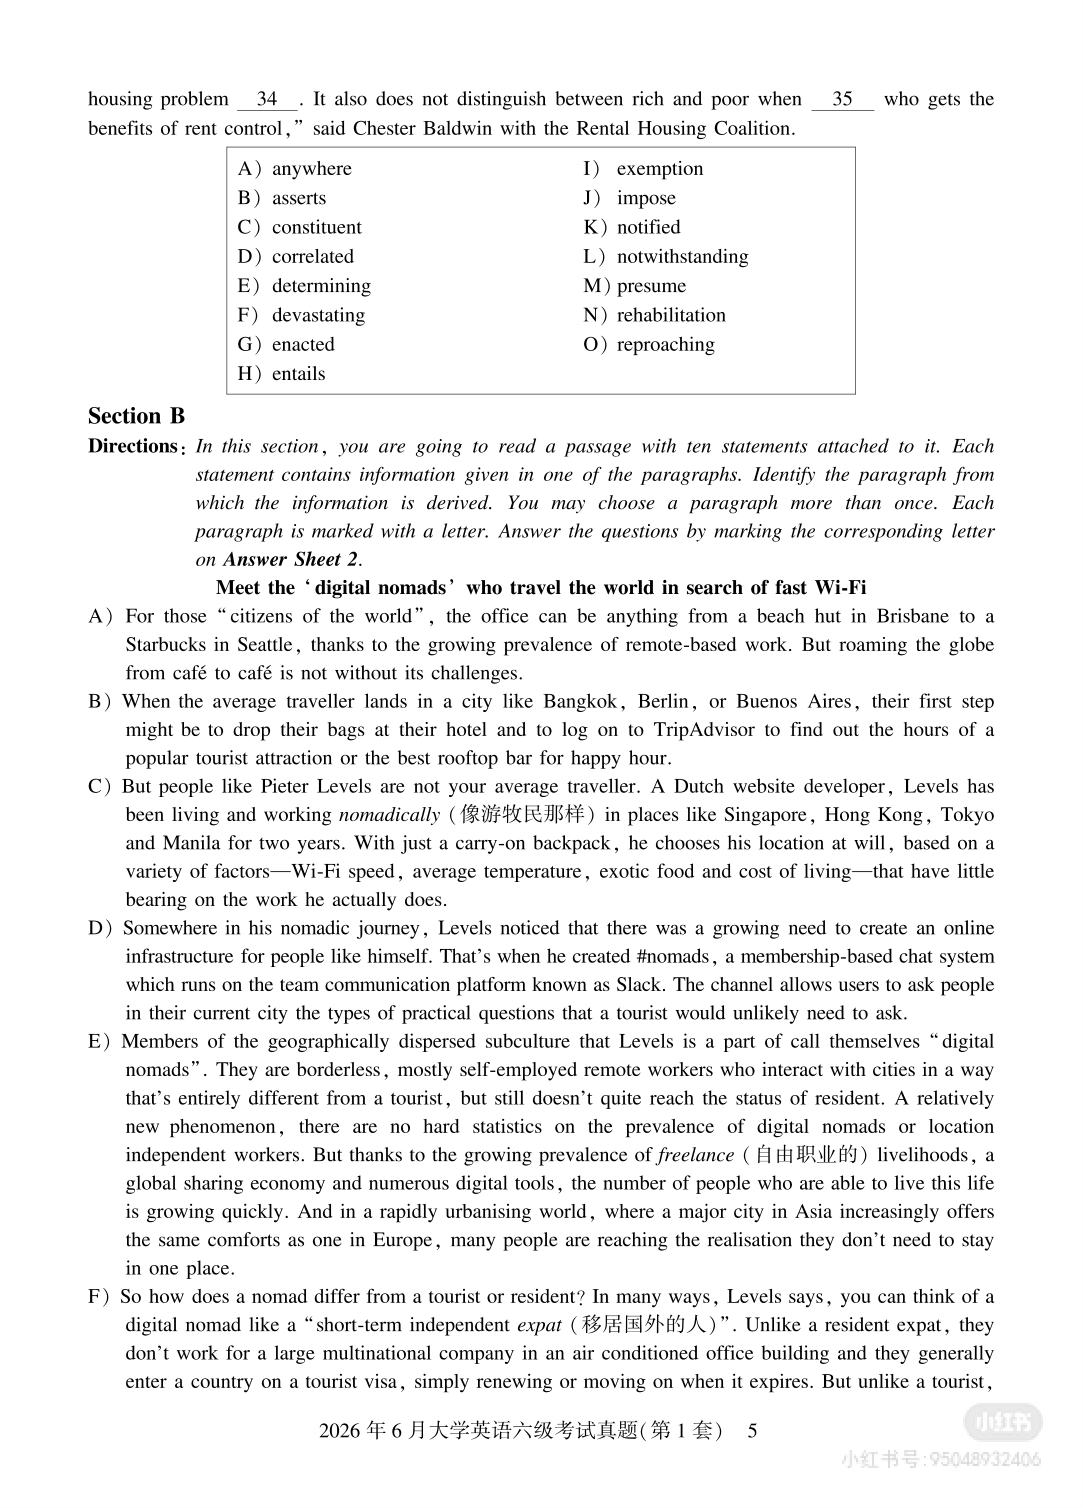 housing problem 34 . It also does not distinguish between rich and poor when 35 who gets the
benefits of rent control,” said Chester Baldwin with the Rental Housing Coalition.
A) anywhere
B) asserts
C) constituent
D) correlated
E) determining
F) devastating
G) enacted
H) entails
I) exemption
J) impose
K) notified
L) notwithstanding
M) presume
N) rehabilitation
O) reproaching
Section B
Directions: In this section, you are going to read a passage with ten statements attached to it. Each
statement contains information given in one of the paragraphs. Identify the paragraph from
which the information is derived. You may choose a paragraph more than once. Each
paragraph is marked with a letter. Answer the questions by marking the corresponding letter
on Answer Sheet 2.
Meet the ‘digital nomads’ who travel the world in search of fast Wi-Fi
A) For those “citizens of the world”, the office can be anything from a beach hut in Brisbane to a
Starbucks in Seattle, thanks to the growing prevalence of remote-based work. But roaming the globe
from café to café is not without its challenges.
B) When the average traveller lands in a city like Bangkok, Berlin, or Buenos Aires, their first step
might be to drop their bags at their hotel and to log on to TripAdvisor to find out the hours of a
popular tourist attraction or the best rooftop bar for happy hour.
C) But people like Pieter Levels are not your average traveller. A Dutch website developer, Levels has
been living and working nomadically (像游牧民那样) in places like Singapore, Hong Kong, Tokyo
and Manila for two years. With just a carry-on backpack, he chooses his location at will, based on a
variety of factors—Wi-Fi speed, average temperature, exotic food and cost of living—that have little
bearing on the work he actually does.
D) Somewhere in his nomadic journey, Levels noticed that there was a growing need to create an online
infrastructure for people like himself. That’s when he created #nomads, a membership-based chat system
which runs on the team communication platform known as Slack. The channel allows users to ask people
in their current city the types of practical questions that a tourist would unlikely need to ask.
E) Members of the geographically dispersed subculture that Levels is a part of call themselves “digital
nomads”. They are borderless, mostly self-employed remote workers who interact with cities in a way
that’s entirely different from a tourist, but still doesn’t quite reach the status of resident. A relatively
new phenomenon, there are no hard statistics on the prevalence of digital nomads or location
independent workers. But thanks to the growing prevalence of freelance (自由职业的) livelihoods, a
global sharing economy and numerous digital tools, the number of people who are able to live this life
is growing quickly. And in a rapidly urbanising world, where a major city in Asia increasingly offers
the same comforts as one in Europe, many people are reaching the realisation they don’t need to stay
in one place.
F) So how does a nomad differ from a tourist or resident? In many ways, Levels says, you can think of a
digital nomad like a “short-term independent expat (移居国外的人)”. Unlike a resident expat, they
don’t work for a large multinational company in an air conditioned office building and they generally
enter a country on a tourist visa, simply renewing or moving on when it expires. But unlike a tourist,
2026 年 6 月大学英语六级考试真题(第 1 套) 5
小红书
小红书号:95048932406